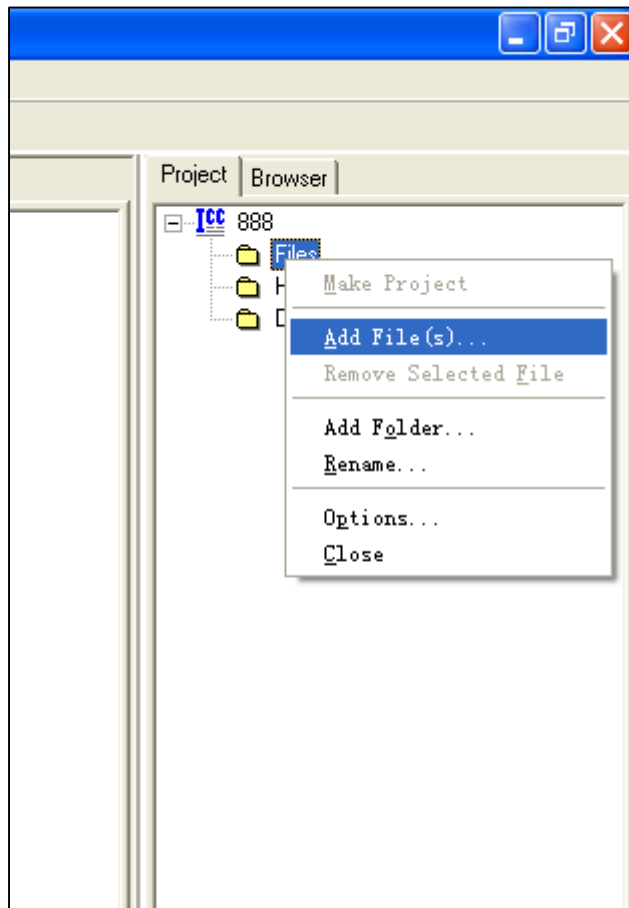 Project Browser
ICC 888
Files
H
D
Make Project
Add File(s)...
Remove Selected File
Add Folder...
Rename...
Options...
Close